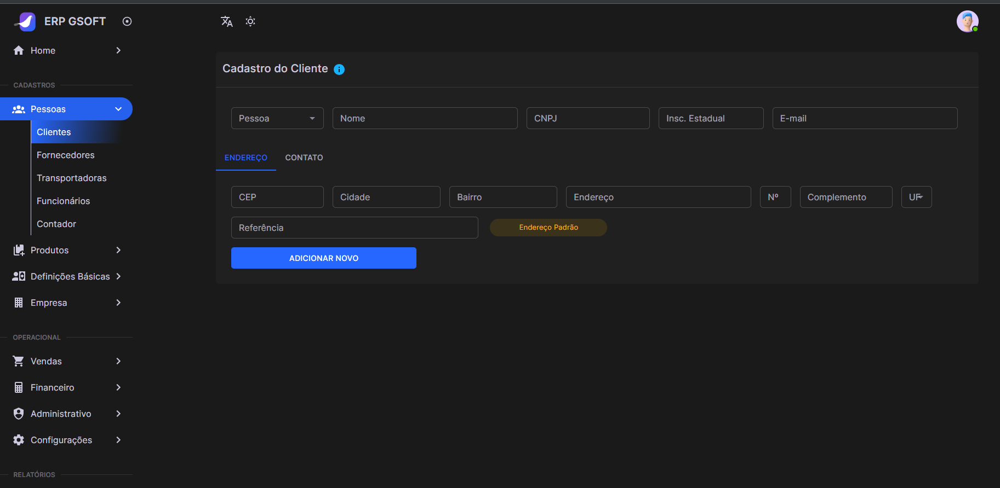 ERP GSOFT
Home
CADASTROS
Pessoas
Clientes
Fornecedores
Transportadoras
Funcionários
Contador
Produtos
Definições Básicas
Empresa
OPERACIONAL
Vendas
Financeiro
Administrativo
Configurações
RELATÓRIOS
Cadastro do Cliente
Pessoa Nome CNPJ Insc. Estadual E-mail
ENDEREÇO CONTATO
CEP Cidade Bairro Endereço Nº Complemento UF
Referência Endereço Padrão
ADICIONAR NOVO